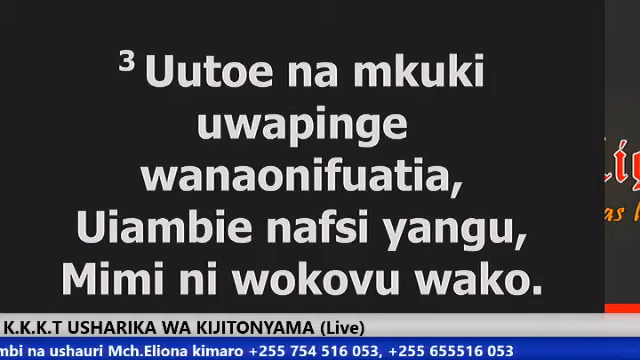 3 Uutoe na mkuki
uwapinge
wanaonifuatia,
Uiambie nafsi yangu,
Mimi ni wokovu wako.
K.K.K.T USHARIKA WA KIJITONYAMA (Live)
na ushauri Mch.Eliona kimaro +255 754 516 053, +255 655516 053